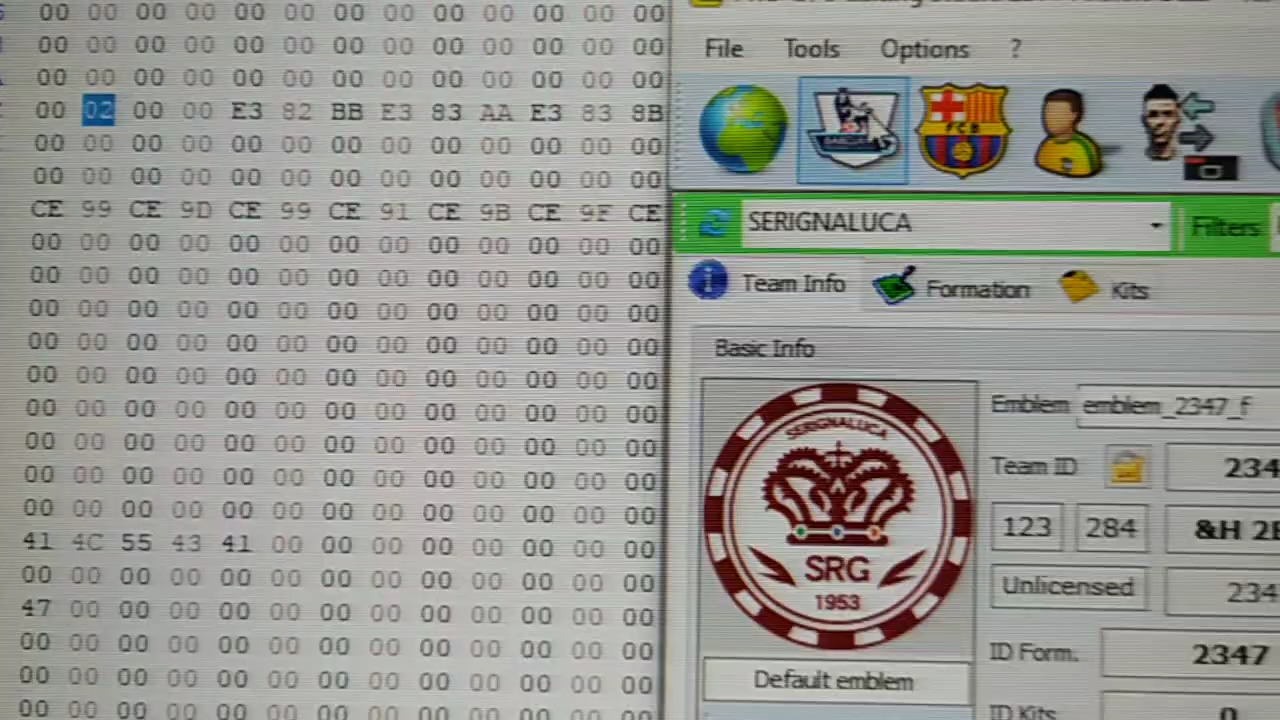 00 00 00 00 00 00 00 00 00 00 00 00 00
00 00 00 00 00 00 00 00 00 00 00 00 00
00 00 00 00 00 00 00 00 00 00 00 00 00
00 02 00 00 E3 82 BB E3 83 AA E3 83 8B
00 00 00 00 00 00 00 00 00 00 00 00 00
00 00 00 00 00 00 00 00 00 00 00 00 00
CE 99 CE 9D CE 99 CE 91 CE 9B CE 9F CE
00 00 00 00 00 00 00 00 00 00 00 00 00
00 00 00 00 00 00 00 00 00 00 00 00 00
00 00 00 00 00 00 00 00 00 00 00 00 00
00 00 00 00 00 00 00 00 00 00 00 00 00
00 00 00 00 00 00 00 00 00 00 00 00 00
00 00 00 00 00 00 00 00 00 00 00 00 00
00 00 00 00 00 00 00 00 00 00 00 00 00
00 00 00 00 00 00 00 00 00 00 00 00 00
00 00 00 00 00 00 00 00 00 00 00 00 00
41 4C 55 43 41 00 00 00 00 00 00 00 00
00 00 00 00 00 00 00 00 00 00 00 00 00
47 00 00 00 00 00 00 00 00 00 00 00 00
00 00 00 00 00 00 00 00 00 00 00 00 00
00 00 00 00 00 00 00 00 00 00 00 00 00
00 00 00 00 00 00 00 00 00 00 00 00 00
File Tools Options ?
FCB
SERIGNALUCA Filters
Team Info Formation Kits
Basic Info
SERIGNALUCA
SRG
1953
Default emblem
Emblem emblem_2347_f
Team ID 234
123 284 &H 2
Unlicensed 234
ID Form. 2347
ID Kits 0